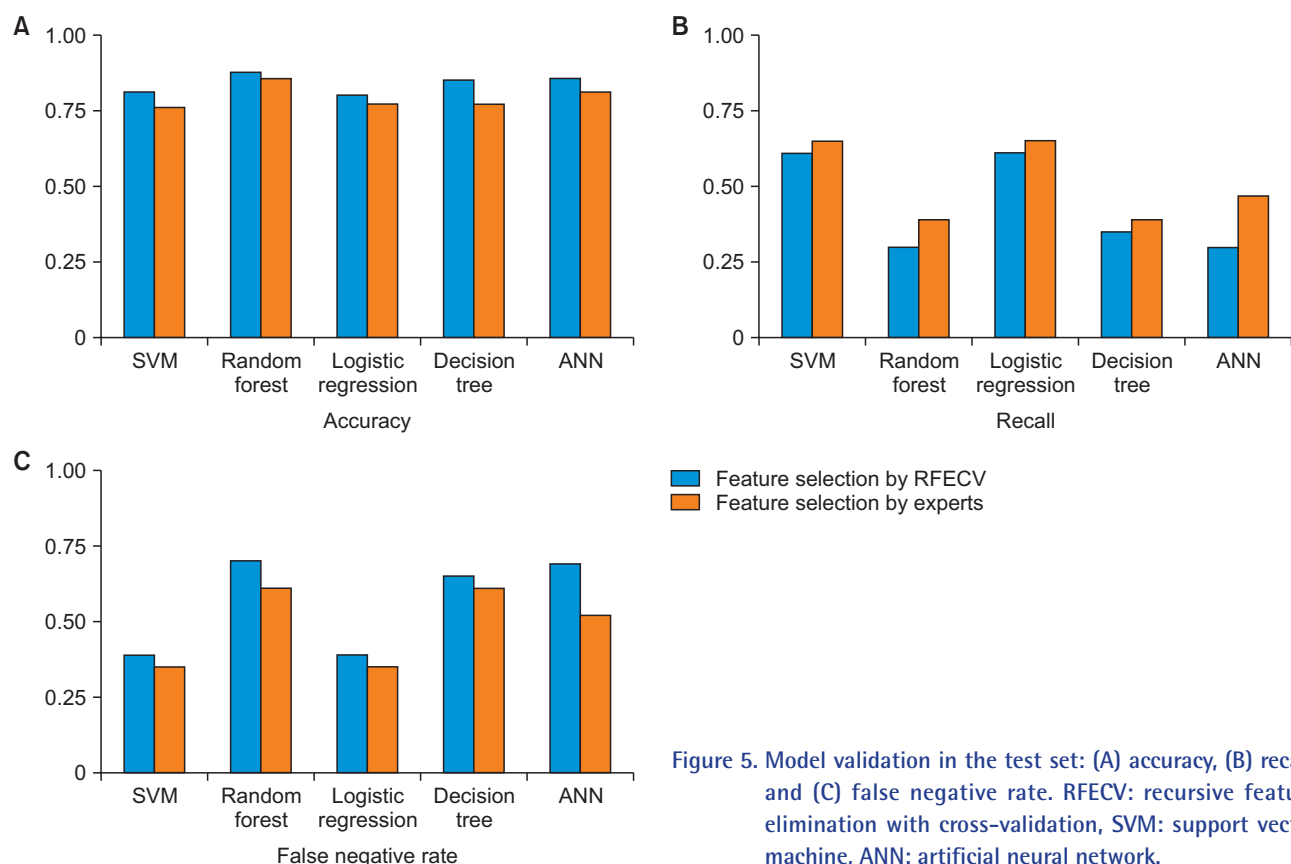 A
1.00
0.75
0.50
0.25
0
SVM
Random
forest
Logistic
regression
Decision
tree
ANN
Accuracy
B
1.00
0.75
0.50
0.25
0
SVM
Random
forest
Logistic
regression
Decision
tree
ANN
Recall
C
1.00
0.75
0.50
0.25
0
SVM
Random
forest
Logistic
regression
Decision
tree
ANN
False negative rate
Feature selection by RFECV
Feature selection by experts
Figure 5. Model validation in the test set: (A) accuracy, (B)
and (C) false negative rate. RFECV: recursive
elimination with cross-validation, SVM: support
machine, ANN: artificial neural network.